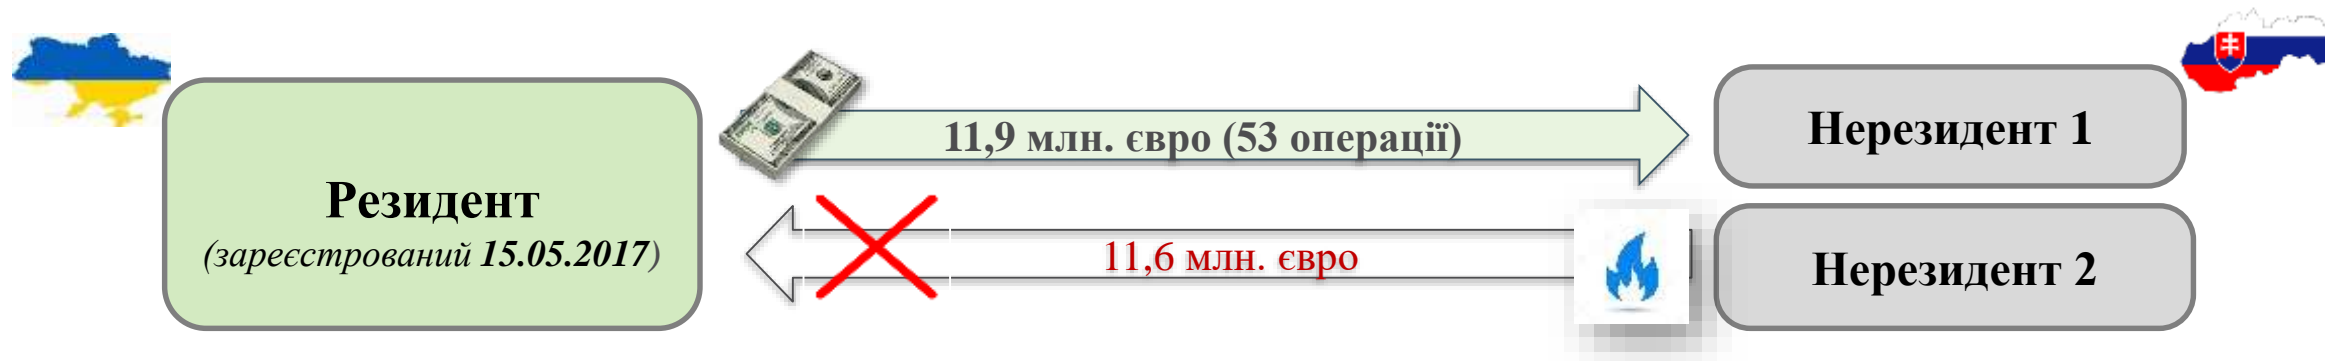 11,9 млн. євро (53 операції)
Нерезидент 1
Резидент
(зареєстрований 15.05.2017)
11,6 млн. євро
Нерезидент 2